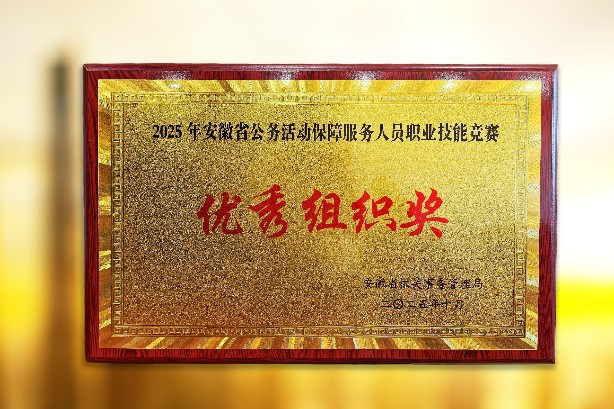 2025年安徽省公务活动保障服务人员职业技能竞赛
优秀组织奖
安徽省机关事务管理局
二〇二五年十月